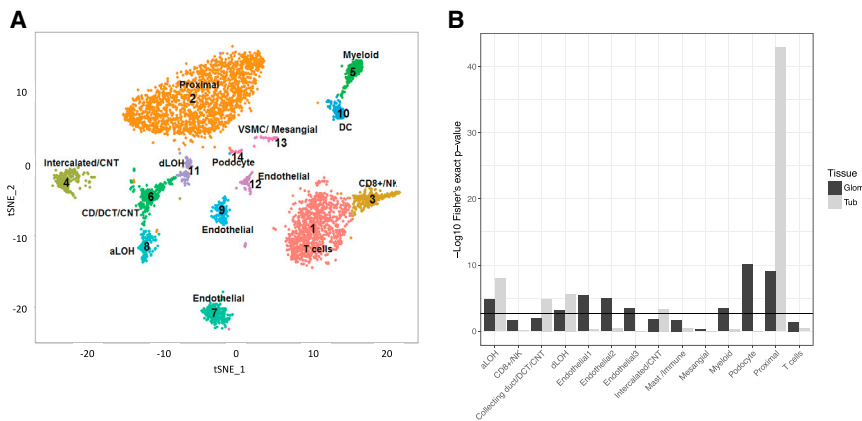 A
B
Myeloid
5
Proximal
2
10
DC
VSMC/ Mesangial
13
Podocyte
14
dLOH
11
Intercalated/CNT
4
Endothelial
12
CD8+/NK
3
6
CD/DCT/CNT
9
Endothelial
1
T cells
aLOH
8
Endothelial
7
10
0
-10
-20
tSNE_2
-20
-10
0
10
20
tSNE_1
40
30
20
10
0
−Log10 Fisher's exact p−value
aLOH
CD8+/NK
Collecting duct/DCT/CNT
dLOH
Endothelial1
Endothelial2
Endothelial3
Intercalated/CNT
Mast /Immune
Mesangial
Myeloid
Podocyte
Proximal
T cells
Tissue
Glom
Tub